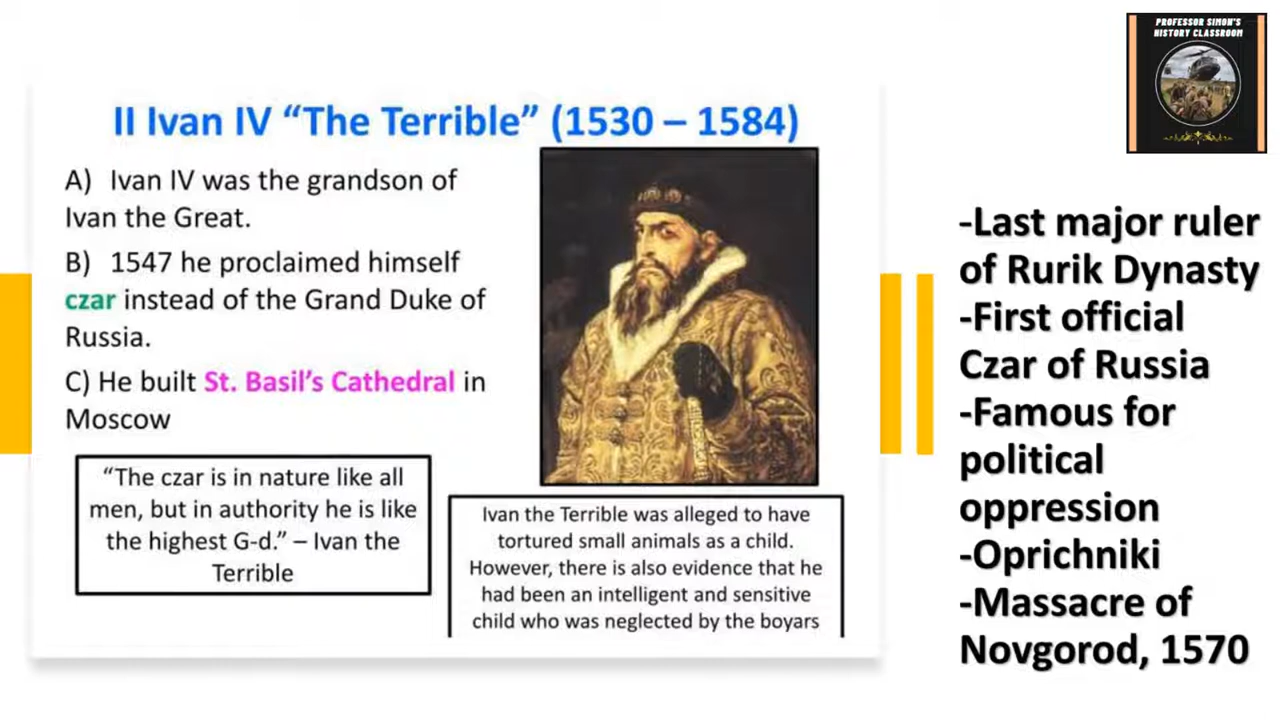 PROFESSOR SIMON'S
HISTORY CLASSROOM
II Ivan IV “The Terrible” (1530 – 1584)
A) Ivan IV was the grandson of
Ivan the Great.
B) 1547 he proclaimed himself
czar instead of the Grand Duke of
Russia.
C) He built St. Basil’s Cathedral in
Moscow
“The czar is in nature like all
men, but in authority he is like
the highest G-d.” – Ivan the
Terrible
Ivan the Terrible was alleged to have
tortured small animals as a child.
However, there is also evidence that he
had been an intelligent and sensitive
child who was neglected by the boyars
-Last major ruler
of Rurik Dynasty
-First official
Czar of Russia
-Famous for
political
oppression
-Oprichniki
-Massacre of
Novgorod, 1570